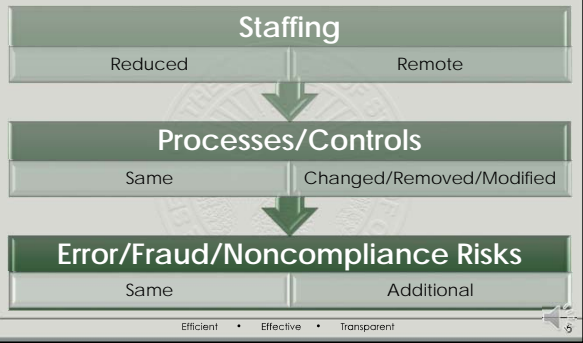 Staffing
Reduced Remote
Processes/Controls
Same Changed/Removed/Modified
Error/Fraud/Noncompliance Risks
Same Additional
Efficient • Effective • Transparent
5